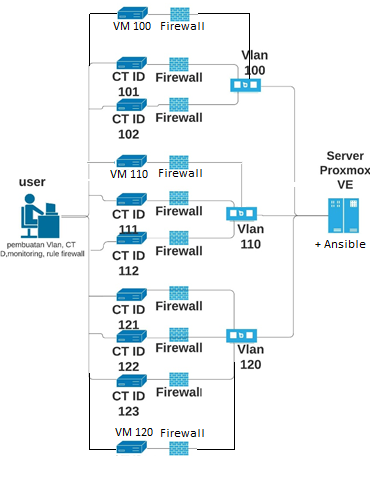 VM 100 Firewall
Vlan
100
CT ID
101
Firewall
CT ID
102
Firewall
VM 110 Firewall
CT ID
111
Firewall
CT ID
112
Firewall
Vlan
110
user
pembuatan Vlan, CT
D,monitoring, rule firewall
Server
Proxmox
VE
+ Ansible
CT ID
121
Firewall
CT ID
122
Firewall
CT ID
123
Firewall
Vlan
120
VM 120 Firewall